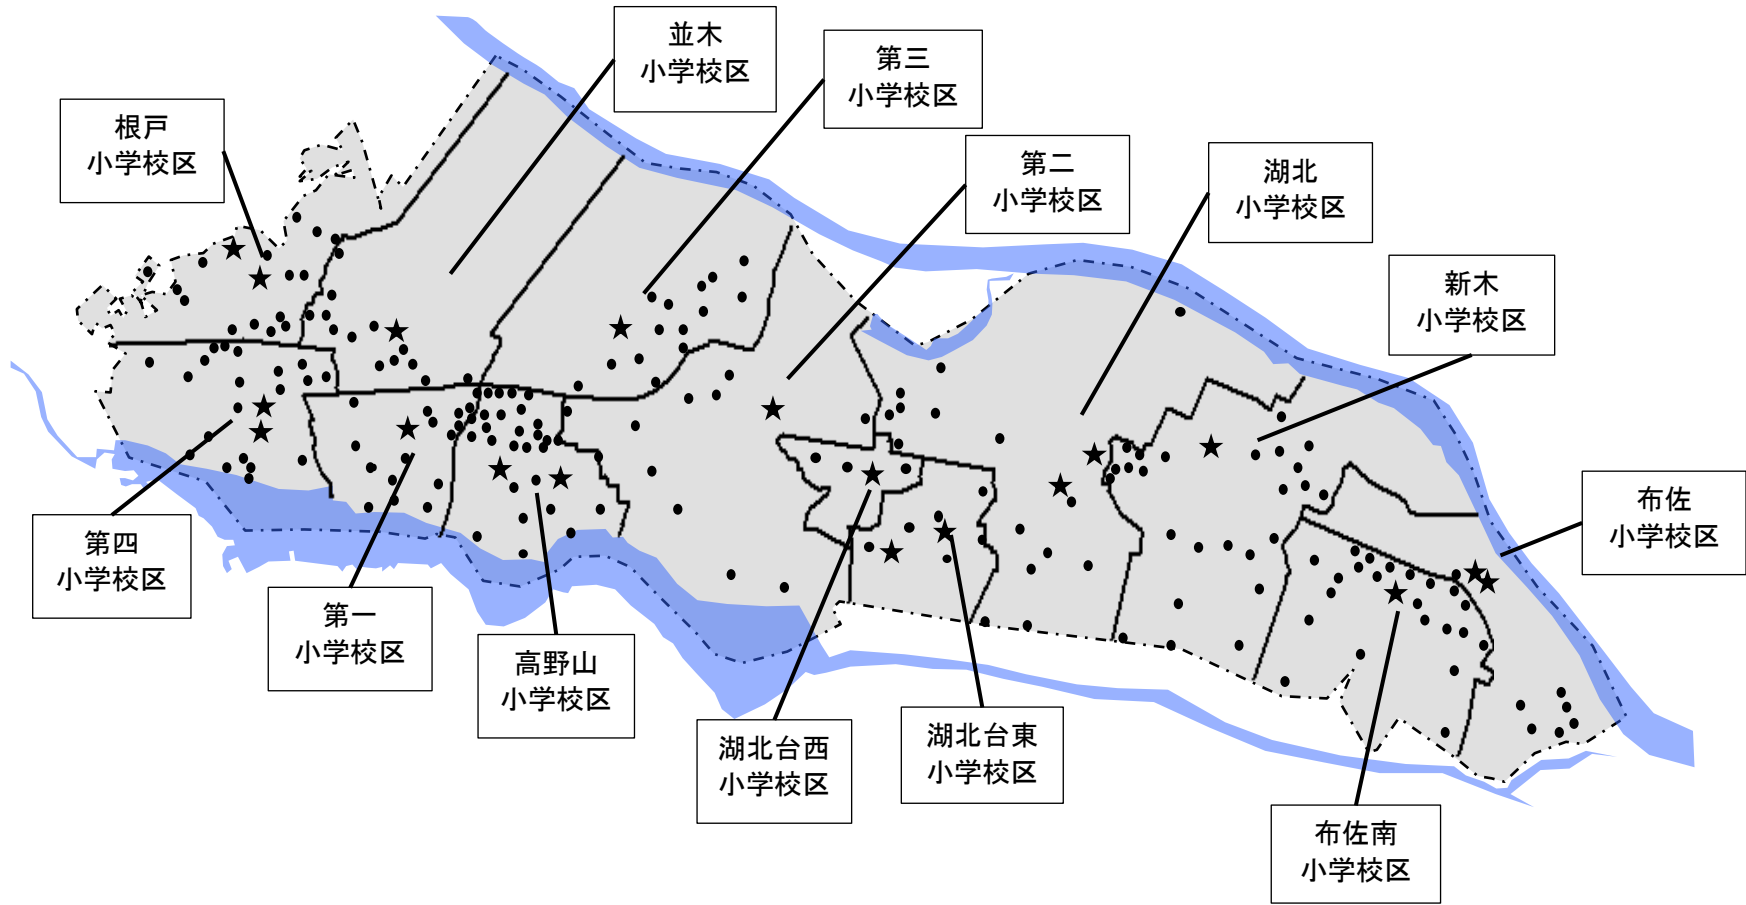 並木
小学校区
第三
小学校区
根戸
小学校区
第二
小学校区
湖北
小学校区
新木
小学校区
布佐
小学校区
第四
小学校区
第一
小学校区
高野山
小学校区
湖北台西
小学校区
湖北台東
小学校区
布佐南
小学校区